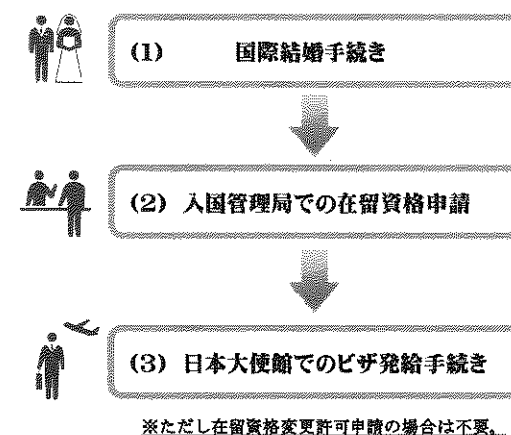 (1) 国際結婚手続き
(2) 入国管理局での在留資格申請
(3) 日本大使館でのビザ発給手続き
※ただし在留資格変更許可申請の場合は不要。